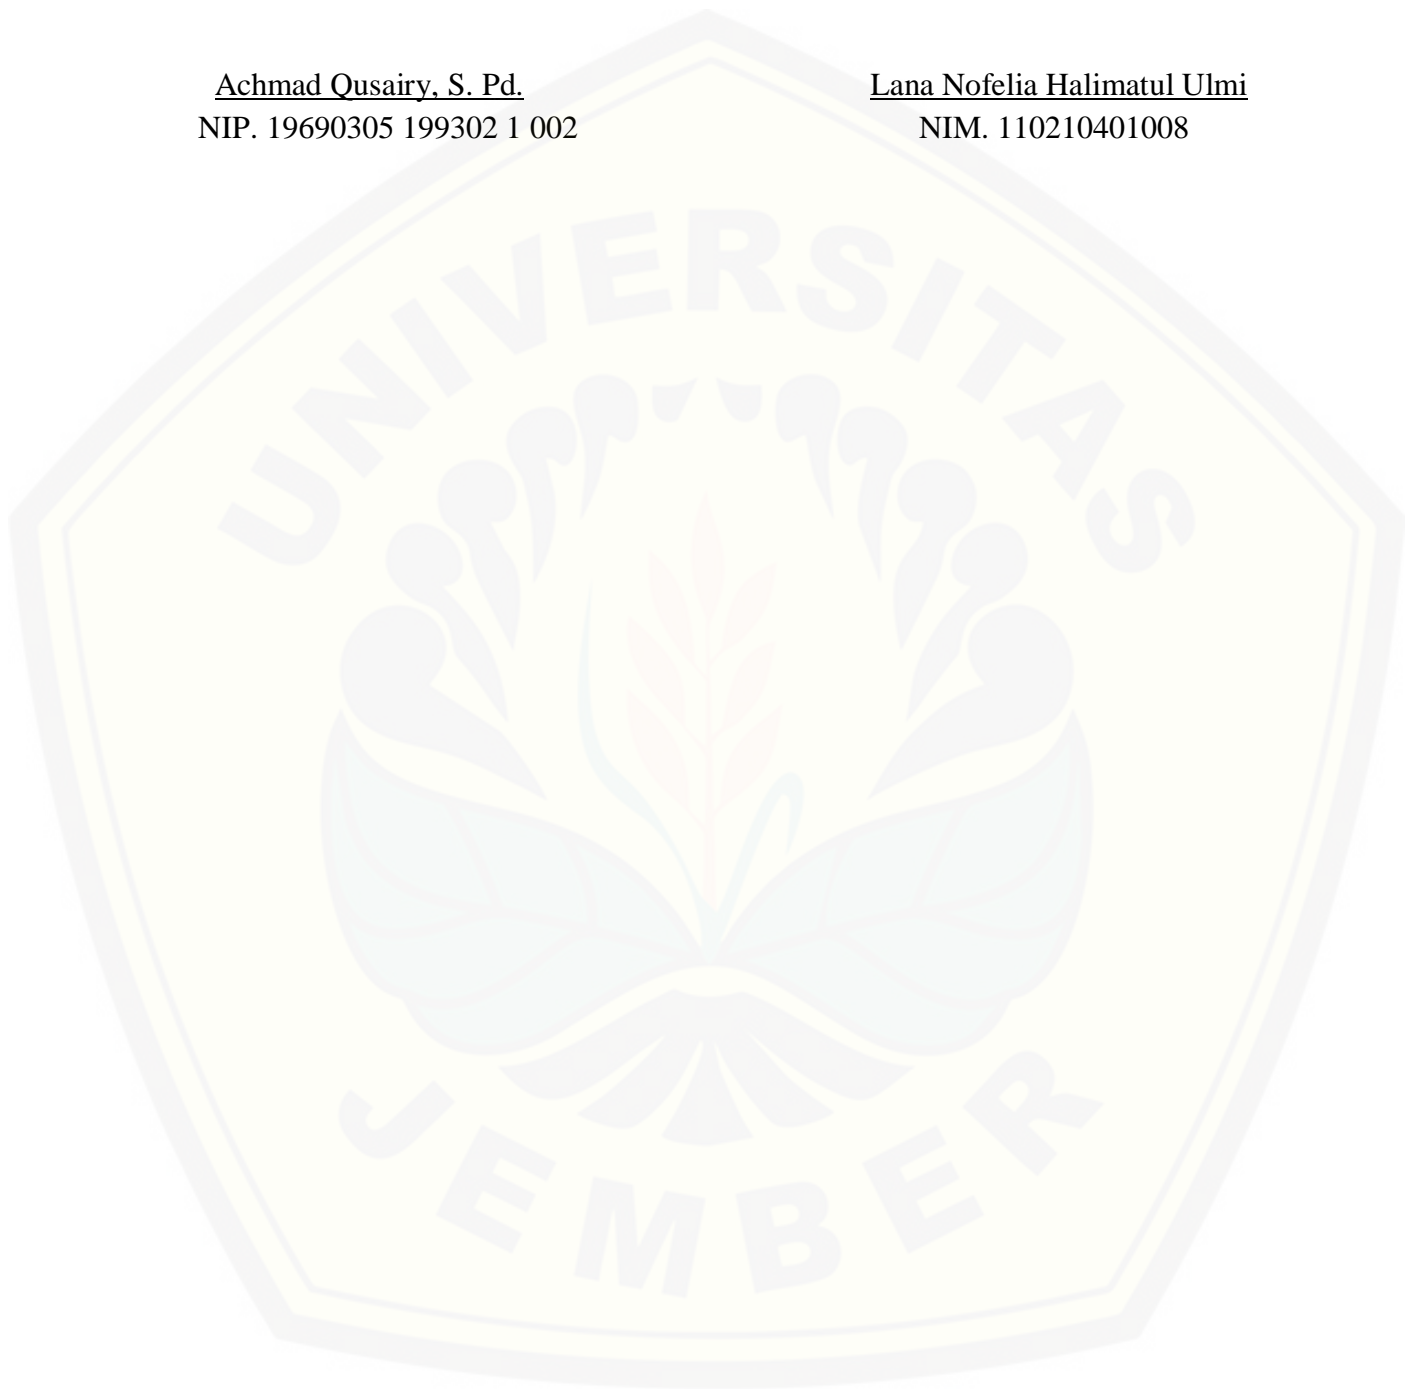 Achmad Qusairy, S. Pd. Lana Nofelia Halimatul Ulmi
NIP. 19690305 199302 1 002 NIM. 110210401008
UNIVERSITAS
JEMBER